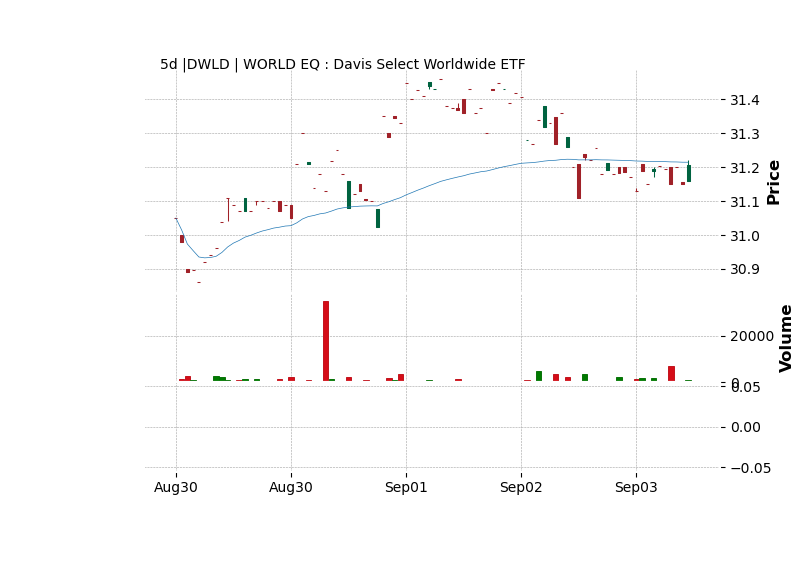 5d |DWLD | WORLD EQ : Davis Select Worldwide ETF
31.4
31.3
31.2
31.1
31.0
30.9
Price
20000
0
Volume
0.05
0.00
−0.05
Aug30 Aug30 Sep01 Sep02 Sep03